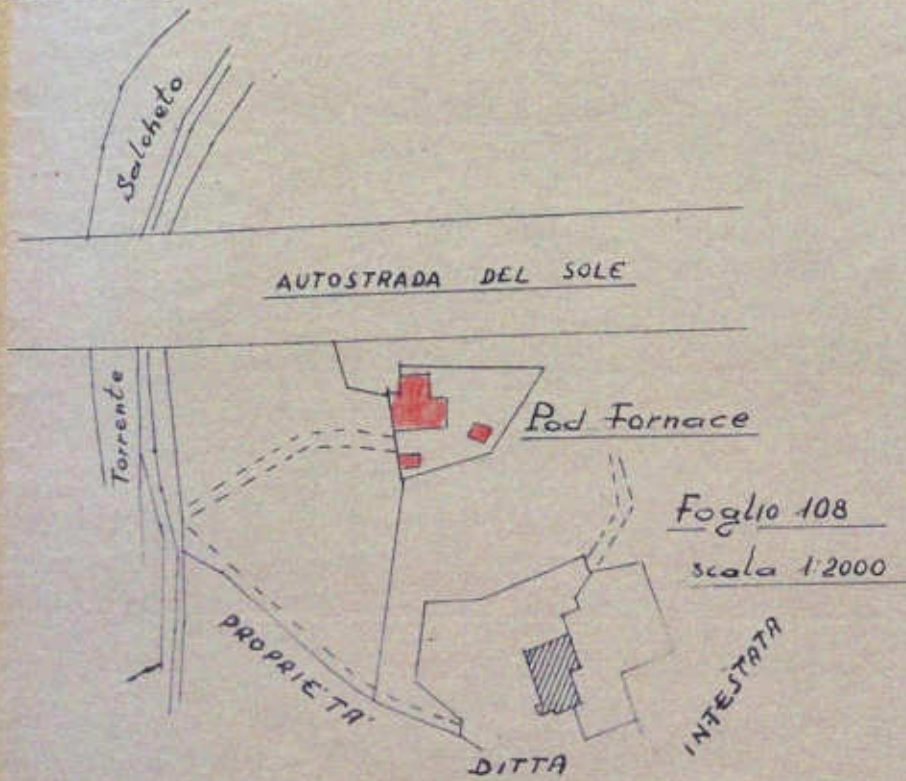 Salcheto
AUTOSTRADA DEL SOLE
Torrente
Pod Fornace
Foglio 108
scala 1:2000
PROPRIETA'
DITTA
INTESTATA